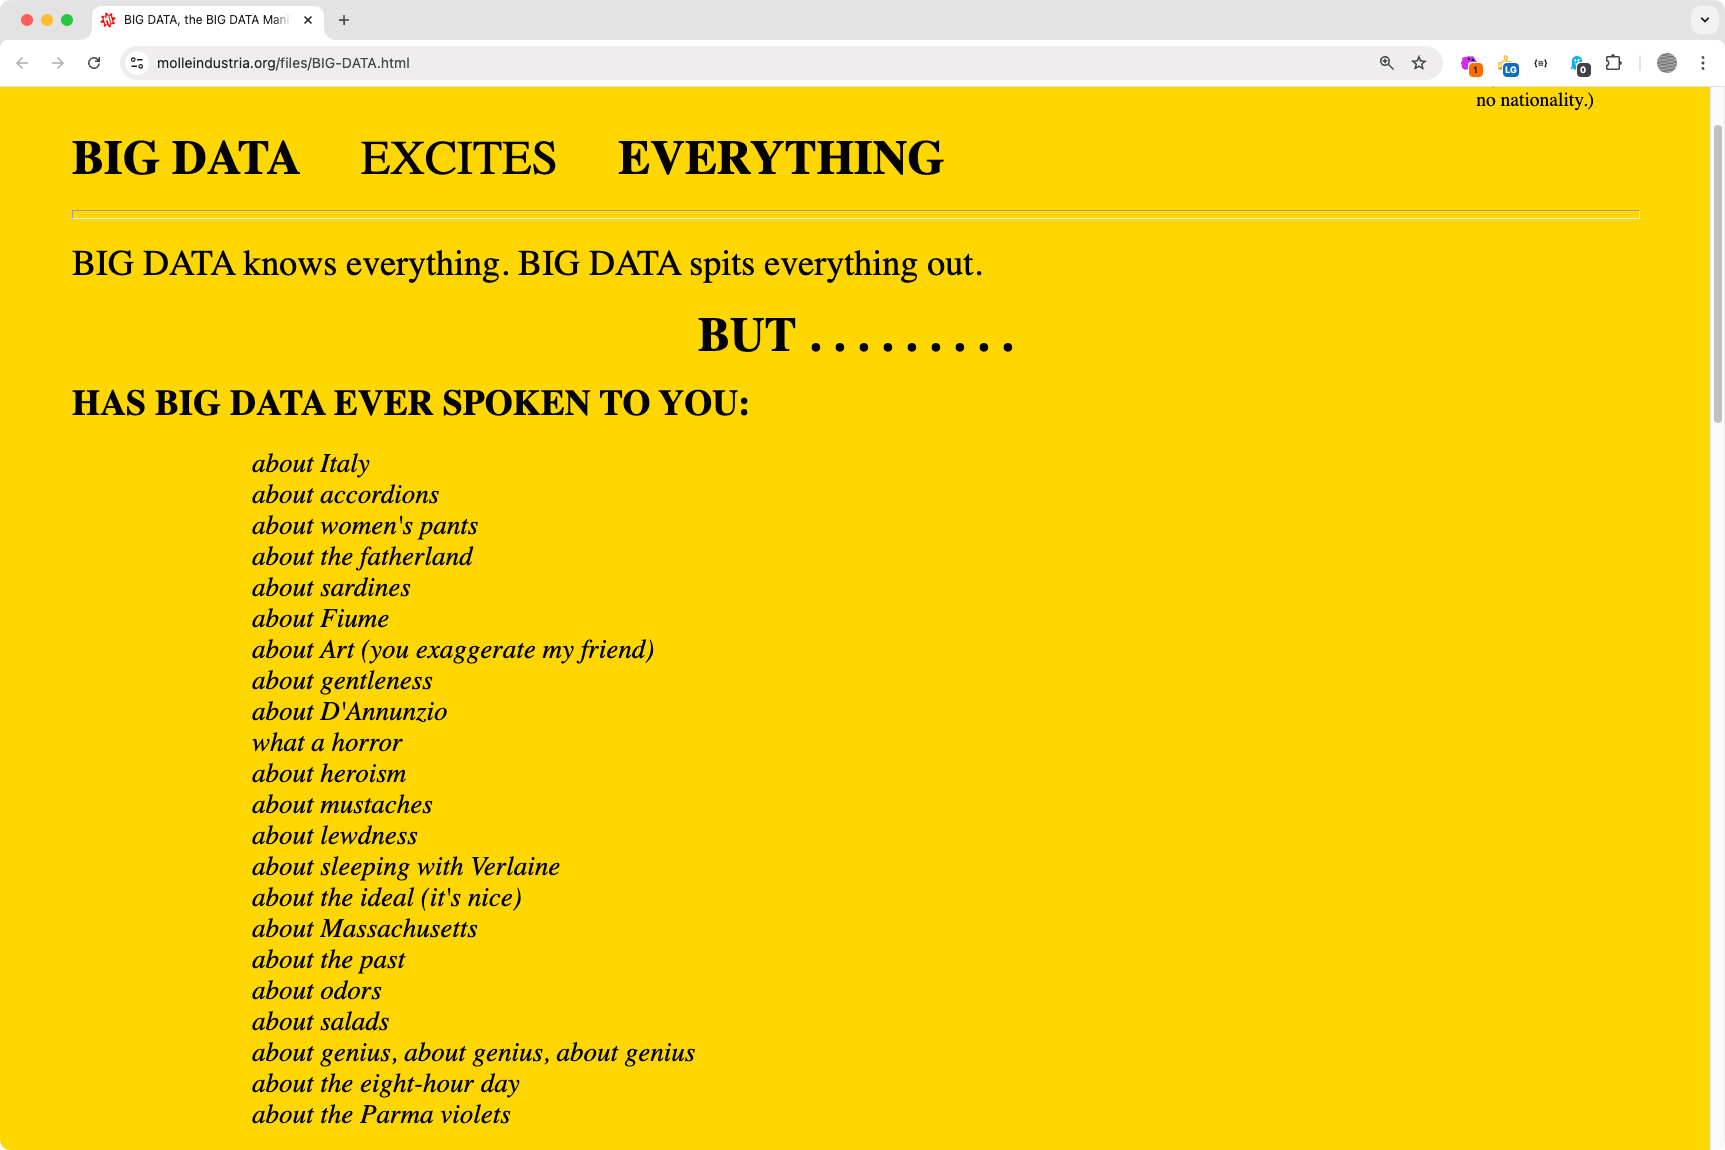 BIG DATA, the BIG DATA Mani
molleindustria.org/files/BIG-DATA.html
1
LG
0
no nationality.)
BIG DATA EXCITES EVERYTHING
BIG DATA knows everything. BIG DATA spits everything out.
BUT . . . . . . . . .
HAS BIG DATA EVER SPOKEN TO YOU:
about Italy
about accordions
about women's pants
about the fatherland
about sardines
about Fiume
about Art (you exaggerate my friend)
about gentleness
about D'Annunzio
what a horror
about heroism
about mustaches
about lewdness
about sleeping with Verlaine
about the ideal (it's nice)
about Massachusetts
about the past
about odors
about salads
about genius, about genius, about genius
about the eight-hour day
about the Parma violets